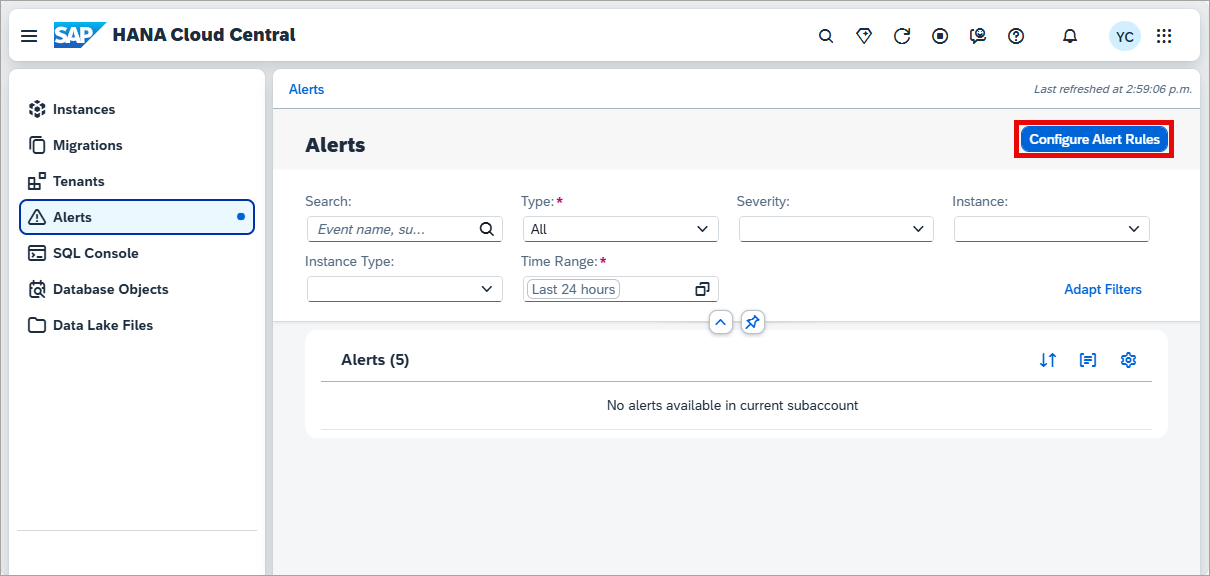 SAP HANA Cloud Central
YC
Instances
Migrations
Tenants
Alerts
SQL Console
Database Objects
Data Lake Files
Alerts
Last refreshed at 2:59:06 p.m.
Alerts
Configure Alert Rules
Search:
Type:*
Severity:
Instance:
Event name, su...
All
Instance Type:
Time Range:*
Last 24 hours
Adapt Filters
Alerts (5)
No alerts available in current subaccount